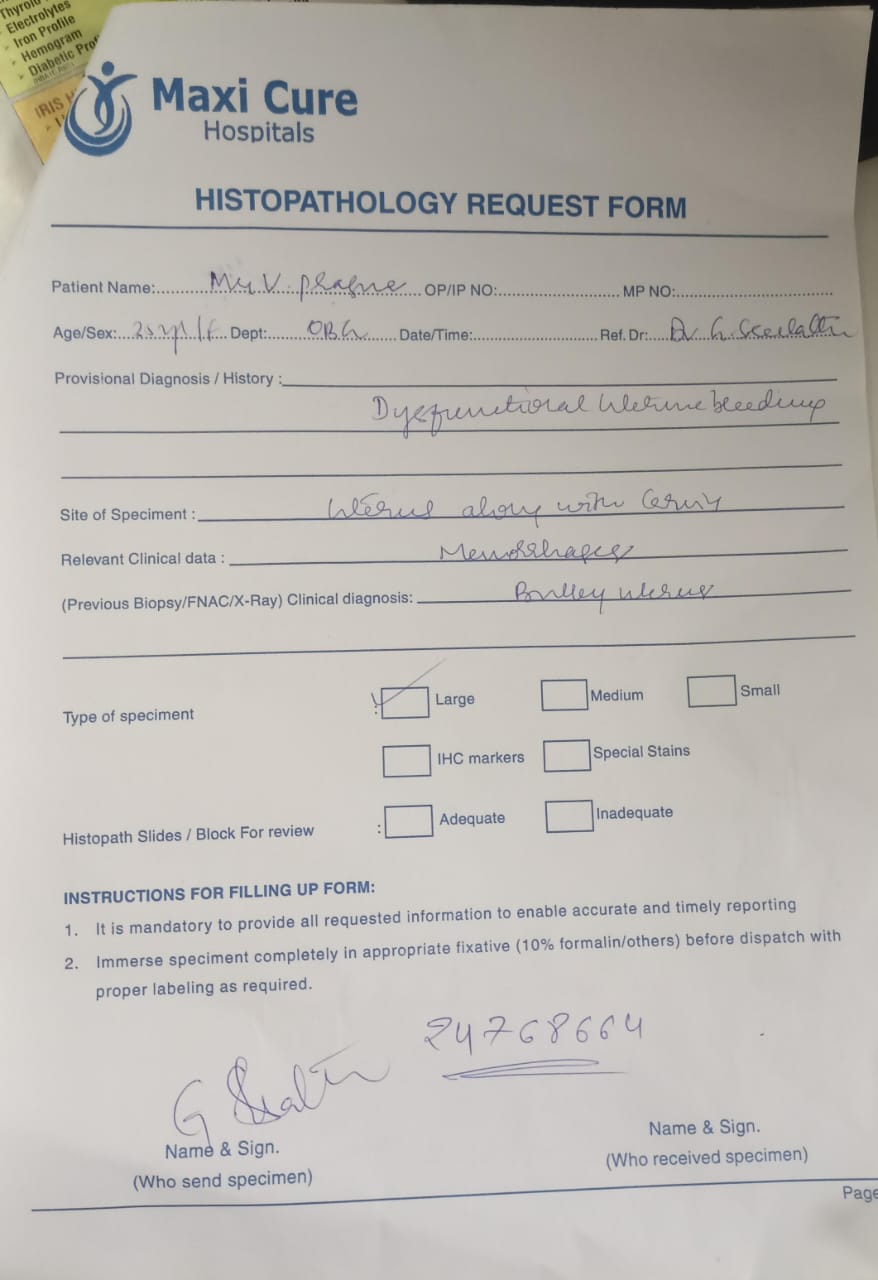 Thyroid
Electrolytes
Iron Profile
Hemogram
Diabetic Prof
IRIS
Maxi Cure
Hospitals
HISTOPATHOLOGY REQUEST FORM
Patient Name: V. OP/IP NO: MP NO:
Age/Sex: Dept: OBG Date/Time: Ref. Dr: Dr G.
Provisional Diagnosis / History :
Dysfunctional Uterine bleeding
Site of Speciment : Uterus along with Cervix
Relevant Clinical data :
(Previous Biopsy/FNAC/X-Ray) Clinical diagnosis: uterus
Type of speciment : Large Medium Small
IHC markers Special Stains
Histopath Slides / Block For review : Adequate Inadequate
INSTRUCTIONS FOR FILLING UP FORM:
1. It is mandatory to provide all requested information to enable accurate and timely reporting
2. Immerse speciment completely in appropriate fixative (10% formalin/others) before dispatch with
proper labeling as required.
24768664
Name & Sign.
(Who send specimen)
Name & Sign.
(Who received specimen)
Page